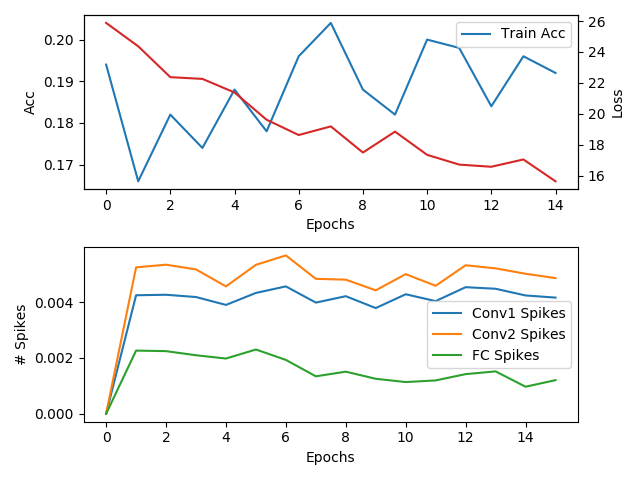 Train Acc
0.20
0.19
0.18
0.17
Acc
26
24
22
20
18
16
Loss
0 2 4 6 8 10 12 14
Epochs
0.004
0.002
0.000
# Spikes
Conv1 Spikes
Conv2 Spikes
FC Spikes
0 2 4 6 8 10 12 14
Epochs